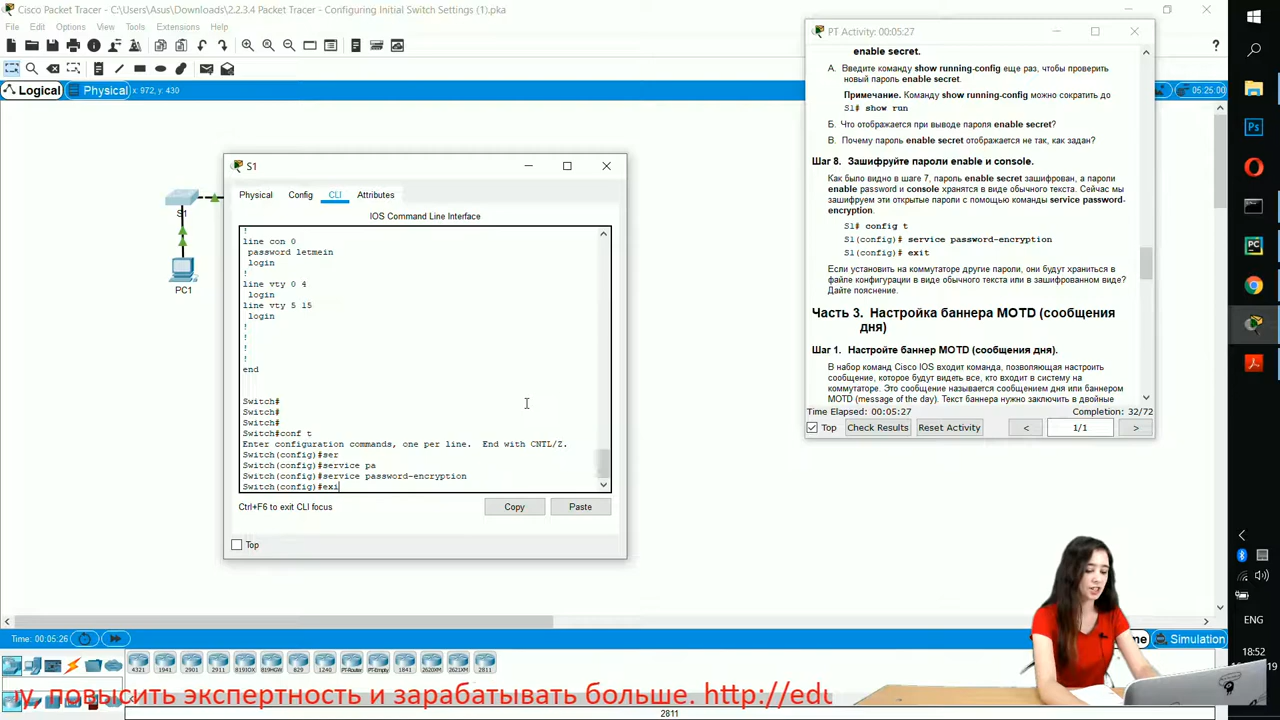 Cisco Packet Tracer - C:\Users\Asus\Downloads\2.2.3.4 Packet Tracer - Configuring Initial Switch Settings (1).pka
File Edit Options View Tools Extensions Help
Logical Physical x: 972, y: 430
05:25:00
S1
PC1
S1
Physical Config CLI Attributes
IOS Command Line Interface
!
line con 0
password letmein
login
!
line vty 0 4
login
line vty 5 15
login
!
!
!
!
end
Switch#
Switch#
Switch#
Switch#conf t
Enter configuration commands, one per line. End with CNTL/Z.
Switch(config)#ser
Switch(config)#service pa
Switch(config)#service password-encryption
Switch(config)#exi
Ctrl+F6 to exit CLI focus
Copy Paste
Top
PT Activity: 00:05:27
enable secret.
А. Введите команду show running-config еще раз, чтобы проверить
новый пароль enable secret.
Примечание. Команду show running-config можно сократить до
S1# show run
Б. Что отображается при выводе пароля enable secret?
В. Почему пароль enable secret отображается не так, как задан?
Шаг 8. Зашифруйте пароли enable и console.
Как было видно в шаге 7, пароль enable secret зашифрован, а пароли
enable password и console хранятся в виде обычного текста. Сейчас мы
зашифруем эти открытые пароли с помощью команды service password-
encryption.
S1# config t
S1(config)# service password-encryption
S1(config)# exit
Если установить на коммутаторе другие пароли, они будут храниться в
файле конфигурации в виде обычного текста или в зашифрованном виде?
Дайте пояснение.
Часть 3. Настройка баннера MOTD (сообщения
дня)
Шаг 1. Настройте баннер MOTD (сообщения дня).
В набор команд Cisco IOS входит команда, позволяющая настроить
сообщение, которое будут видеть все, кто входит в систему на
коммутаторе. Это сообщение называется сообщением дня или баннером
MOTD (message of the day). Текст баннера нужно заключить в двойные
Time Elapsed: 00:05:27 Completion: 32/72
Top Check Results Reset Activity < 1/1 >
Time: 00:05:26
me Simulation
4321 1941 2901 2911 819IOX 819HGW 829 1240 PT-Router PT-Empty 1841 2620XM 2621XM 2811
у, повысить экспертность и зарабатывать больше. http://edu
2811
ENG
18:52